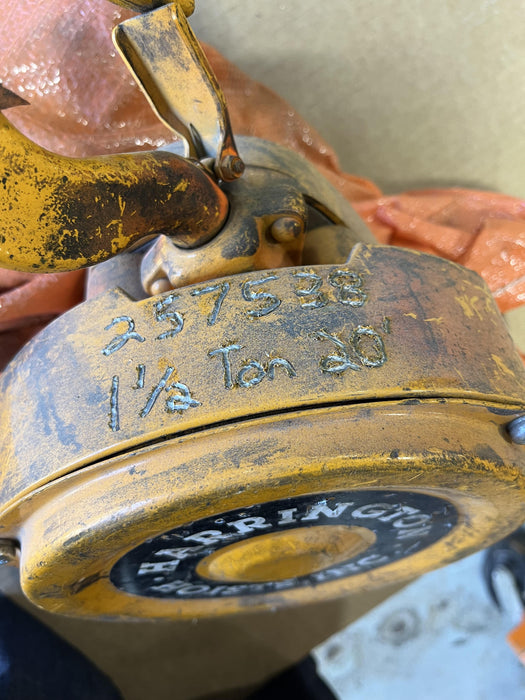 257538
1 1/2 Ton 20'
HARRINGTON
HOISTS, INC.